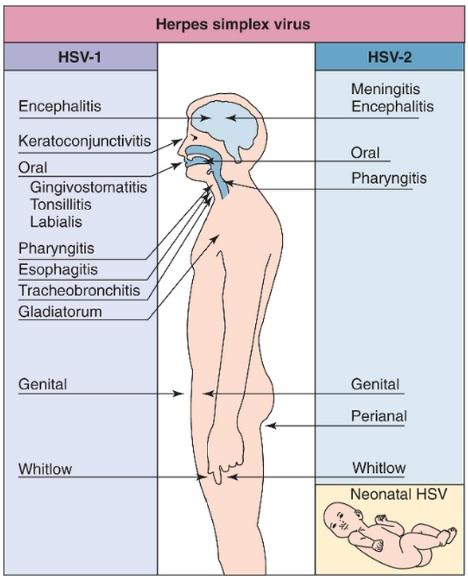 Herpes simplex virus
HSV-1
Encephalitis
Keratoconjunctivitis
Oral
Gingivostomatitis
Tonsillitis
Labialis
Pharyngitis
Esophagitis
Tracheobronchitis
Gladiatorum
Genital
Whitlow
HSV-2
Meningitis
Encephalitis
Oral
Pharyngitis
Genital
Perianal
Whitlow
Neonatal HSV